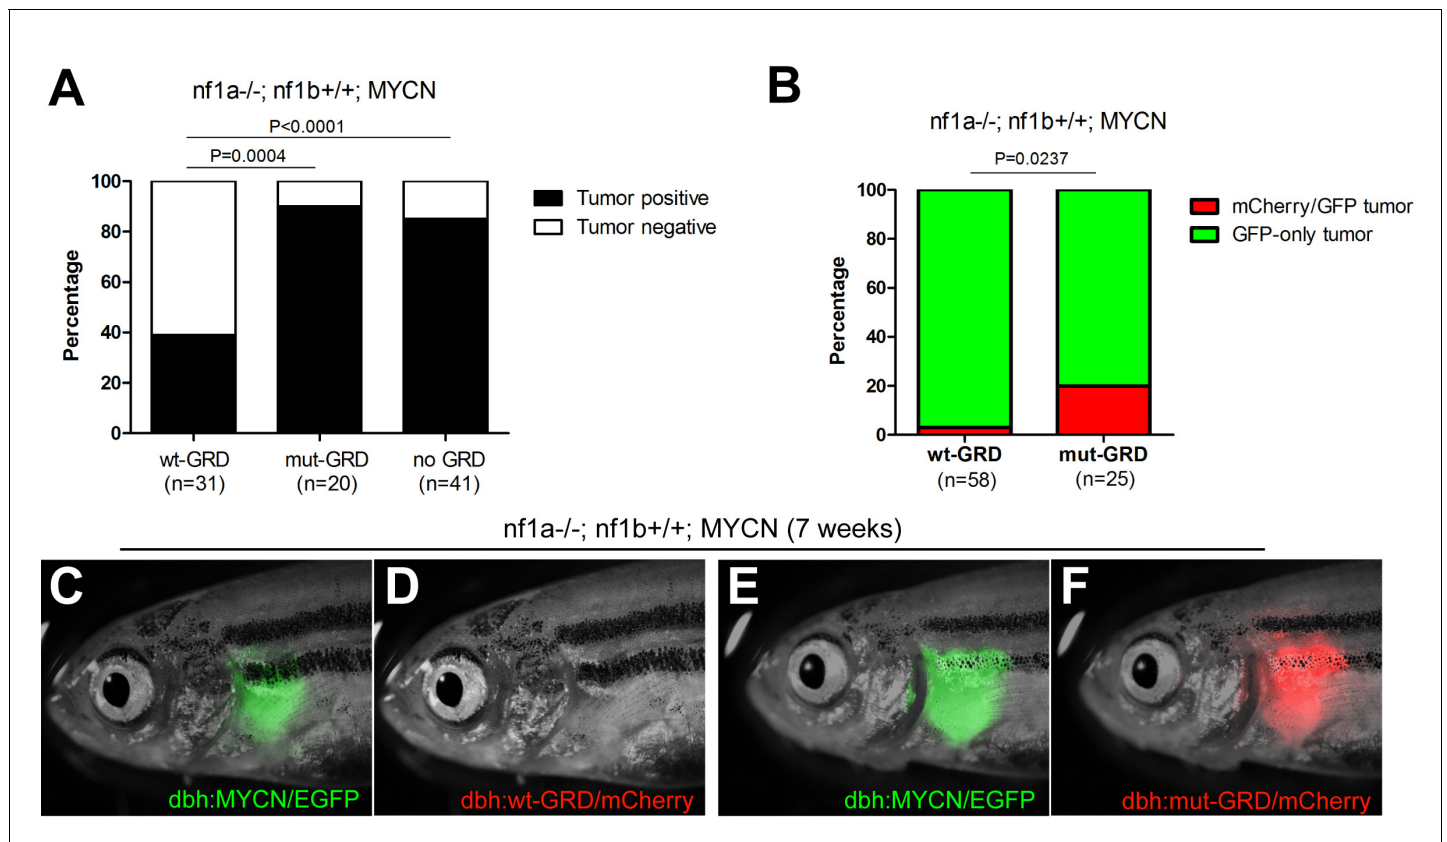 A
nf1a-/-; nf1b+/+; MYCN
P<0.0001
P=0.0004
100
80
60
40
20
0
Percentage
wt-GRD
(n=31)
mut-GRD
(n=20)
no GRD
(n=41)
Tumor positive
Tumor negative
B
nf1a-/-; nf1b+/+; MYCN
P=0.0237
100
80
60
40
20
0
Percentage
wt-GRD
(n=58)
mut-GRD
(n=25)
mCherry/GFP tumor
GFP-only tumor
nf1a-/-; nf1b+/+; MYCN (7 weeks)
C
dbh:MYCN/EGFP
D
dbh:wt-GRD/mCherry
E
dbh:MYCN/EGFP
F
dbh:mut-GRD/mCherry